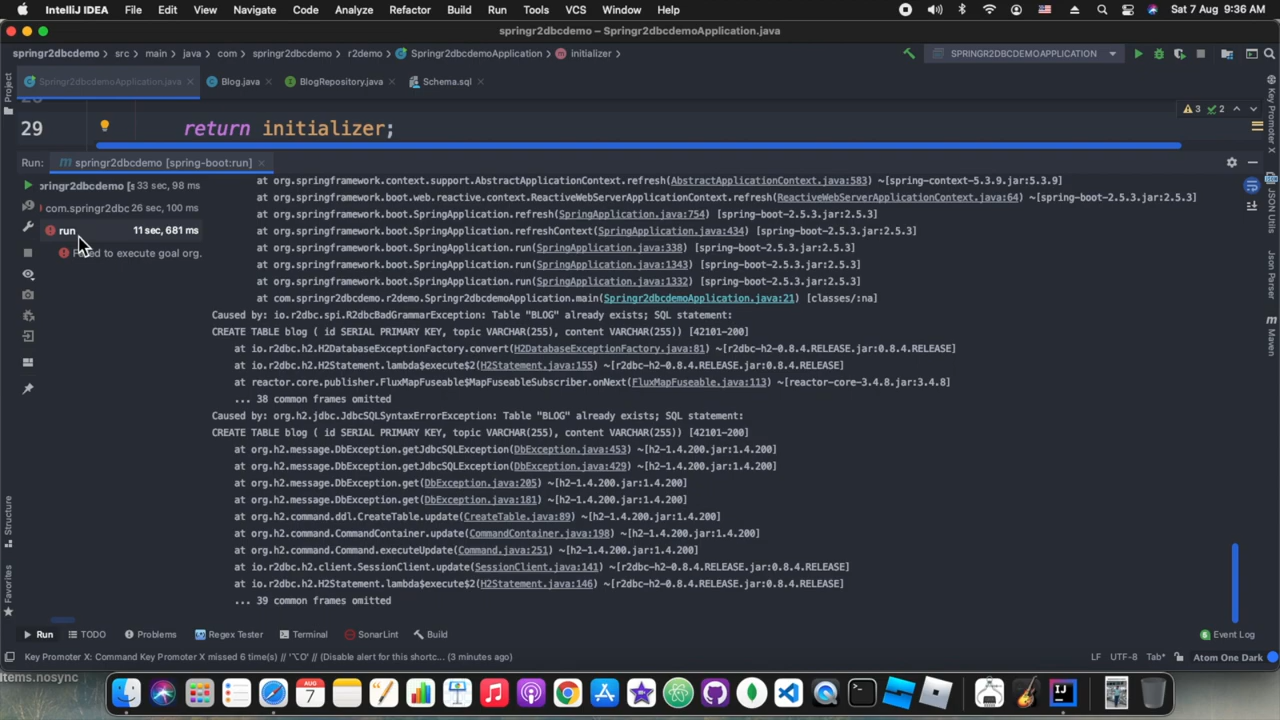 IntelliJ IDEA File Edit View Navigate Code Analyze Refactor Build Run Tools VCS Window Help Sat 7 Aug 9:36 AM
springr2dbcdemo – Springr2dbcdemoApplication.java
springr2dbcdemo src main java com springr2dbcdemo r2demo Springr2dbcdemoApplication initializer SPRINGR2DBCDEMOAPPLICATION
Project Springr2dbcdemoApplication.java Blog.java BlogRepository.java Schema.sql Key Promoter X
3 2
29 return initializer;
Run: springr2dbcdemo [spring-boot:run]
at org.springframework.context.support.AbstractApplicationContext.refresh(AbstractApplicationContext.java:583) ~[spring-context-5.3.9.jar:5.3.9]
pringr2dbcdemo [s 33 sec, 98 ms
at org.springframework.boot.web.reactive.context.ReactiveWebServerApplicationContext.refresh(ReactiveWebServerApplicationContext.java:64) ~[spring-boot-2.5.3.jar:2.5.3]
com.springr2dbc 26 sec, 100 ms
at org.springframework.boot.SpringApplication.refresh(SpringApplication.java:754) [spring-boot-2.5.3.jar:2.5.3]
run 11 sec, 681 ms
at org.springframework.boot.SpringApplication.refreshContext(SpringApplication.java:434) [spring-boot-2.5.3.jar:2.5.3]
at org.springframework.boot.SpringApplication.run(SpringApplication.java:338) [spring-boot-2.5.3.jar:2.5.3]
Failed to execute goal org.
at org.springframework.boot.SpringApplication.run(SpringApplication.java:1343) [spring-boot-2.5.3.jar:2.5.3]
at org.springframework.boot.SpringApplication.run(SpringApplication.java:1332) [spring-boot-2.5.3.jar:2.5.3]
at com.springr2dbcdemo.r2demo.Springr2dbcdemoApplication.main(Springr2dbcdemoApplication.java:21) [classes/:na]
Caused by: io.r2dbc.spi.R2dbcBadGrammarException: Table "BLOG" already exists; SQL statement:
CREATE TABLE blog ( id SERIAL PRIMARY KEY, topic VARCHAR(255), content VARCHAR(255)) [42101-200]
at io.r2dbc.h2.H2DatabaseExceptionFactory.convert(H2DatabaseExceptionFactory.java:81) ~[r2dbc-h2-0.8.4.RELEASE.jar:0.8.4.RELEASE]
at io.r2dbc.h2.H2Statement.lambda$execute$2(H2Statement.java:155) ~[r2dbc-h2-0.8.4.RELEASE.jar:0.8.4.RELEASE]
at reactor.core.publisher.FluxMapFuseable$MapFuseableSubscriber.onNext(FluxMapFuseable.java:113) ~[reactor-core-3.4.8.jar:3.4.8]
... 38 common frames omitted
Caused by: org.h2.jdbc.JdbcSQLSyntaxErrorException: Table "BLOG" already exists; SQL statement:
CREATE TABLE blog ( id SERIAL PRIMARY KEY, topic VARCHAR(255), content VARCHAR(255)) [42101-200]
at org.h2.message.DbException.getJdbcSQLException(DbException.java:453) ~[h2-1.4.200.jar:1.4.200]
at org.h2.message.DbException.getJdbcSQLException(DbException.java:429) ~[h2-1.4.200.jar:1.4.200]
at org.h2.message.DbException.get(DbException.java:205) ~[h2-1.4.200.jar:1.4.200]
at org.h2.message.DbException.get(DbException.java:181) ~[h2-1.4.200.jar:1.4.200]
at org.h2.command.ddl.CreateTable.update(CreateTable.java:89) ~[h2-1.4.200.jar:1.4.200]
at org.h2.command.CommandContainer.update(CommandContainer.java:198) ~[h2-1.4.200.jar:1.4.200]
at org.h2.command.Command.executeUpdate(Command.java:251) ~[h2-1.4.200.jar:1.4.200]
at io.r2dbc.h2.client.SessionClient.update(SessionClient.java:141) ~[r2dbc-h2-0.8.4.RELEASE.jar:0.8.4.RELEASE]
at io.r2dbc.h2.H2Statement.lambda$execute$2(H2Statement.java:146) ~[r2dbc-h2-0.8.4.RELEASE.jar:0.8.4.RELEASE]
... 39 common frames omitted
JSON Utils
Json Parser
Maven
Structure
Favorites
Run TODO Problems Regex Tester Terminal SonarLint Build 6 Event Log
Key Promoter X: Command Key Promoter X missed 6 time(s) // '⌥O' // (Disable alert for this shortc... (3 minutes ago) LF UTF-8 Tab* Atom One Dark
Items.nosync
AUG
7